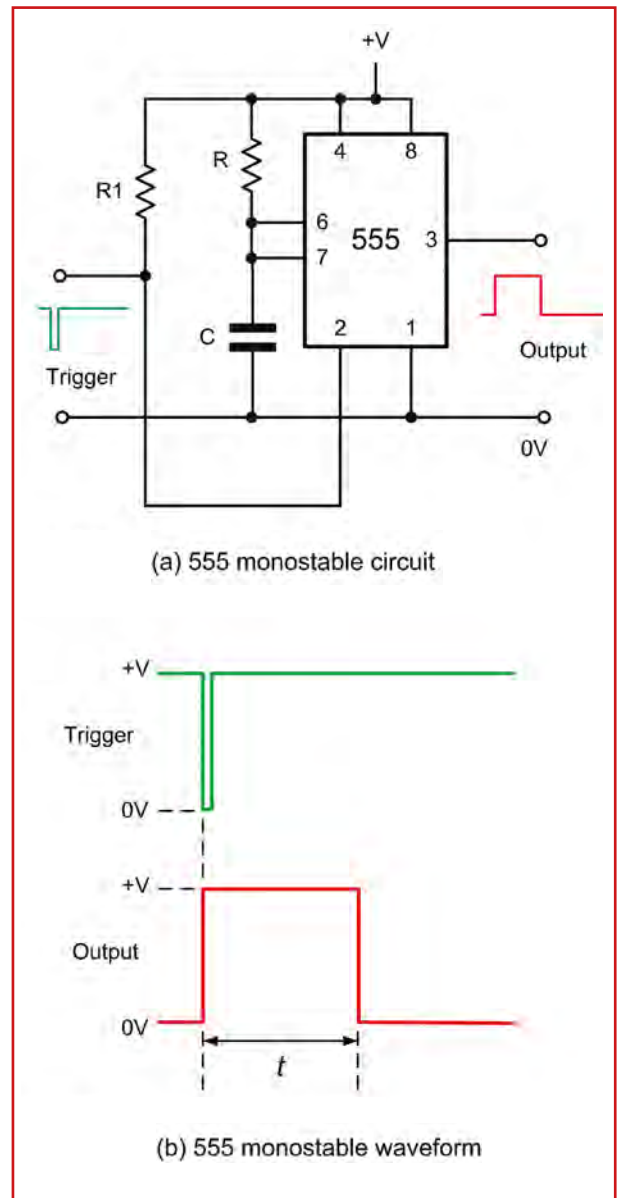 +V
4 8
R
R1
6
555 3
7
2 1
C
Trigger
Output
0V
(a) 555 monostable circuit
+V
Trigger
0V
+V
Output
0V
t
(b) 555 monostable waveform